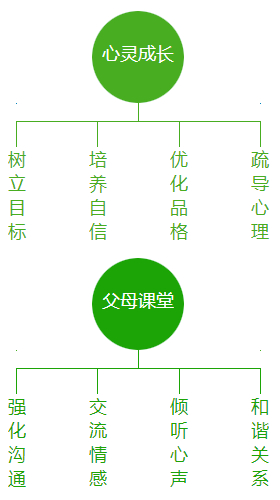 心灵成长
树立目标
培养自信
优化品格
疏导心理
父母课堂
强化沟通
交流情感
倾听心声
和谐关系